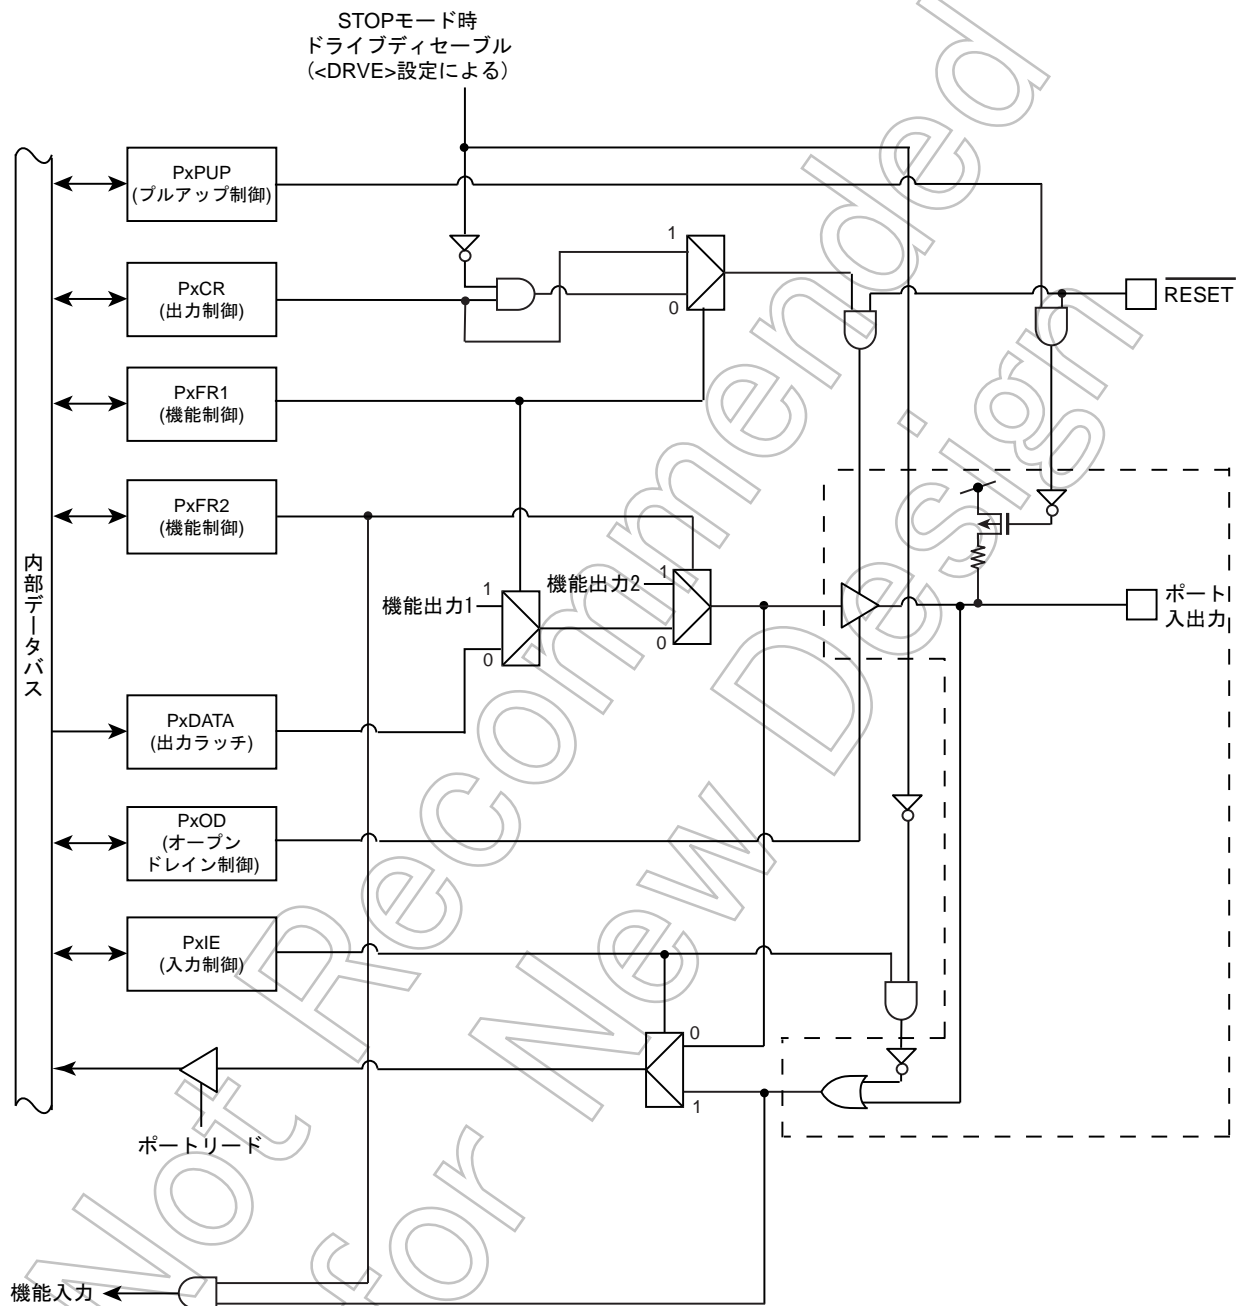 STOPモード時
ドライブディセーブル
(<DRVE>設定による)
PxPUP
(プルアップ制御)
1
PxCR
(出力制御)
0
RESET
PxFR1
(機能制御)
PxFR2
(機能制御)
内部データバス
1
機能出力1
0
1
機能出力2
0
ポート
入出力
PxDATA
(出力ラッチ)
PxOD
(オープン
ドレイン制御)
PxIE
(入力制御)
0
1
ポートリード
機能入力
Not Recommended
for New Design